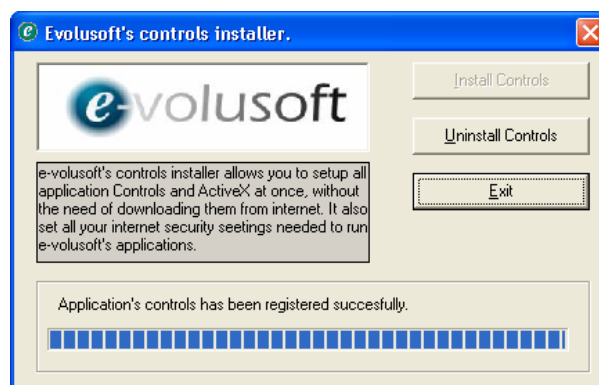 Evolusoft's controls installer.
e-volusoft
Install Controls
Uninstall Controls
Exit
e-volusoft's controls installer allows you to setup all
application Controls and ActiveX at once, without
the need of downloading them from internet. It also
set all your internet security seetings needed to run
e-volusoft's applications.
Application's controls has been registered succesfully.